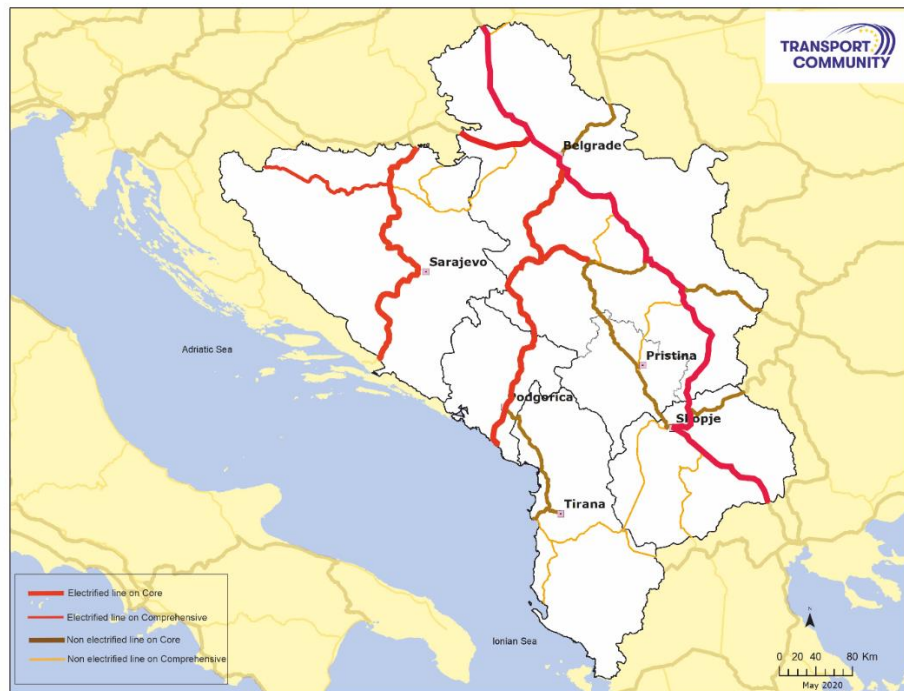 TRANSPORT
COMMUNITY
Belgrade
Sarajevo
Adriatic Sea
Pristina
Podgorica
Skopje
Tirana
Electrified line on Core
Electrified line on Comprehensive
Non electrified line on Core
Non electrified line on Comprehensive
Ionian Sea
0 20 40 80 Km
May 2020